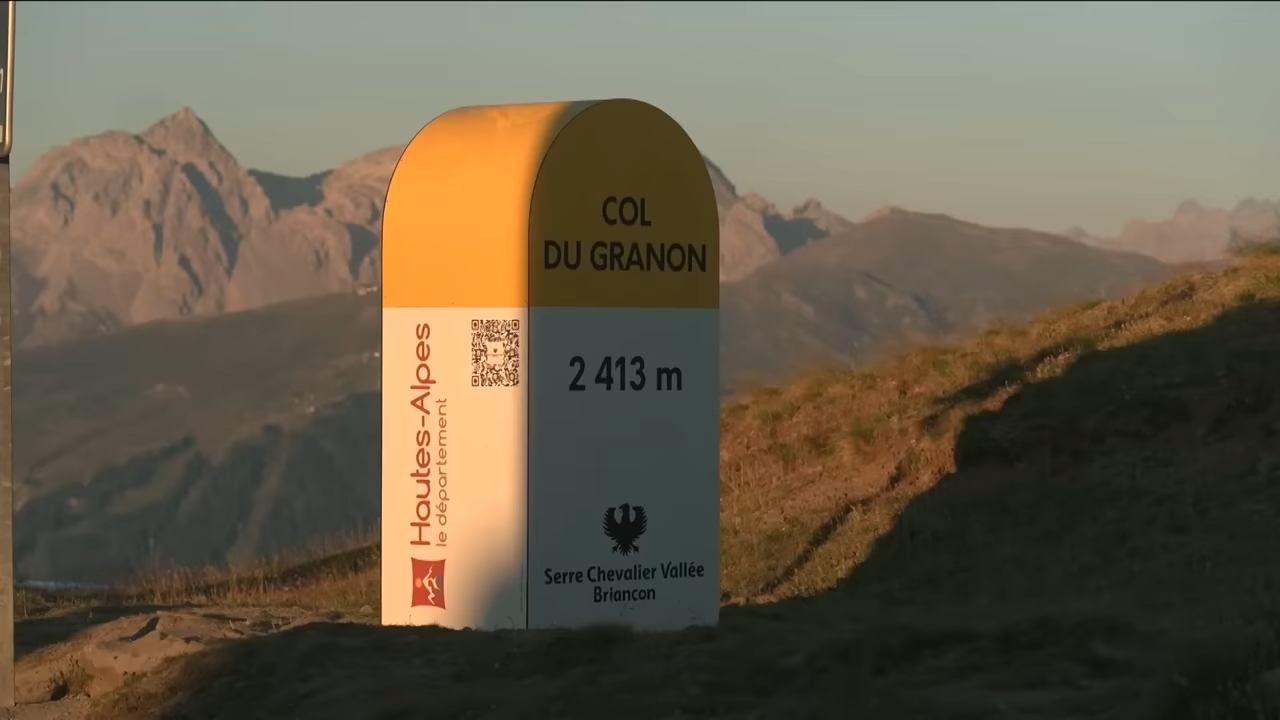 COL
DU GRANON
2 413 m
Serre Chevalier Vallée
Briançon
Hautes-Alpes
le département